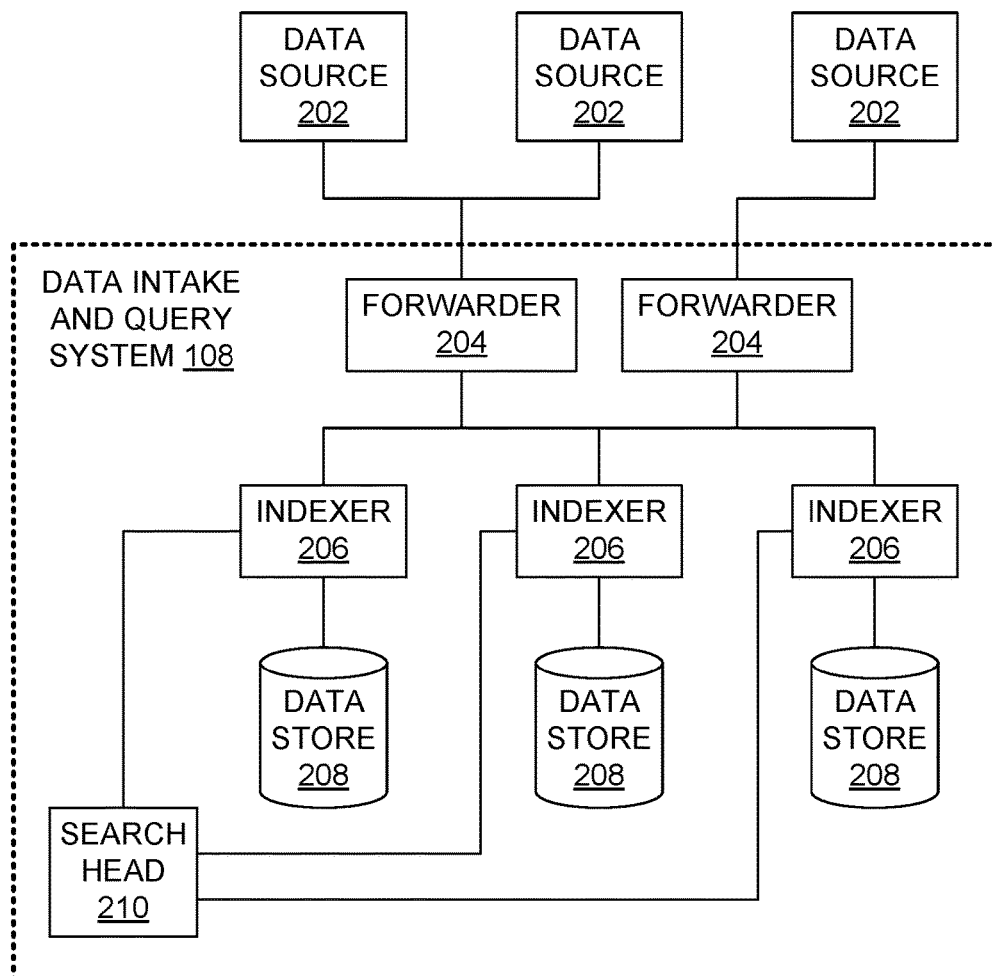 DATA
SOURCE
202
DATA
SOURCE
202
DATA
SOURCE
202
DATA INTAKE
AND QUERY
SYSTEM 108
FORWARDER
204
FORWARDER
204
INDEXER
206
INDEXER
206
INDEXER
206
DATA
STORE
208
DATA
STORE
208
DATA
STORE
208
SEARCH
HEAD
210